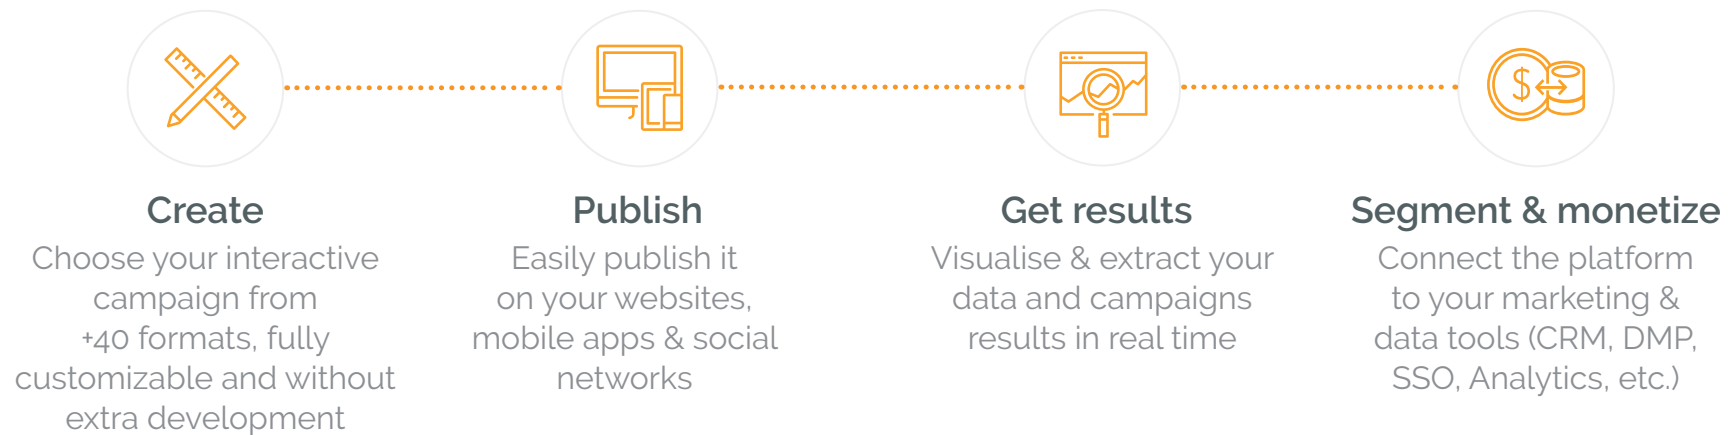 $
Create
Choose your interactive
campaign from
+40 formats, fully
customizable and without
extra development
Publish
Easily publish it
on your websites,
mobile apps & social
networks
Get results
Visualise & extract your
data and campaigns
results in real time
Segment & monetize
Connect the platform
to your marketing &
data tools (CRM, DMP,
SSO, Analytics, etc.)